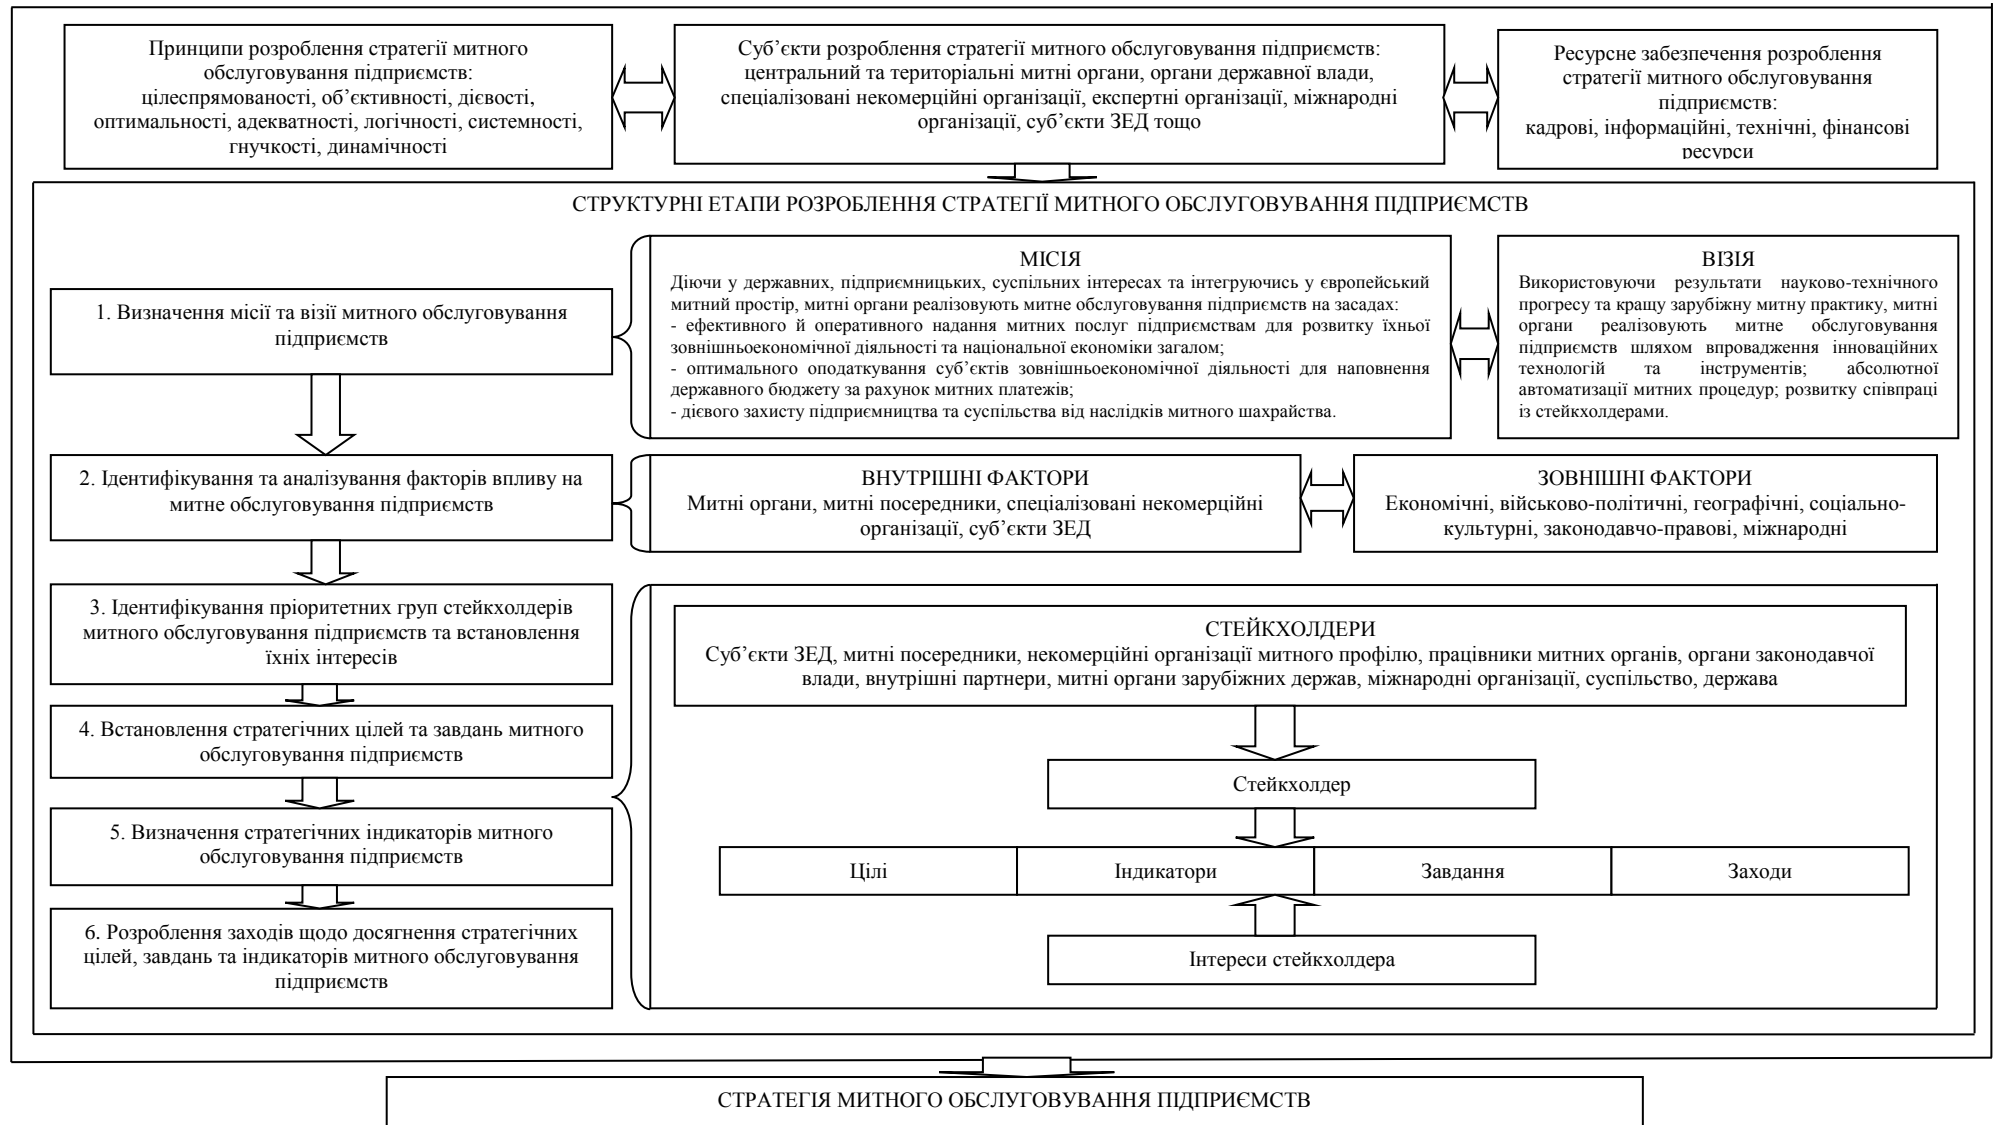 Принципи розроблення стратегії митного
обслуговування підприємств:
цілеспрямованості, об’єктивності, дієвості,
оптимальності, адекватності, логічності, системності,
гнучкості, динамічності
Суб’єкти розроблення стратегії митного обслуговування підприємств:
центральний та територіальні митні органи, органи державної влади,
спеціалізовані некомерційні організації, експертні організації, міжнародні
організації, суб’єкти ЗЕД тощо
Ресурсне забезпечення розроблення
стратегії митного обслуговування
підприємств:
кадрові, інформаційні, технічні, фінансові
ресурси
СТРУКТУРНІ ЕТАПИ РОЗРОБЛЕННЯ СТРАТЕГІЇ МИТНОГО ОБСЛУГОВУВАННЯ ПІДПРИЄМСТВ
1. Визначення місії та візії митного обслуговування
підприємств
МІСІЯ
Діючи у державних, підприємницьких, суспільних інтересах та інтегруючись у європейський
митний простір, митні органи реалізовують митне обслуговування підприємств на засадах:
- ефективного й оперативного надання митних послуг підприємствам для розвитку їхньої
зовнішньоекономічної діяльності та національної економіки загалом;
- оптимального оподаткування суб’єктів зовнішньоекономічної діяльності для наповнення
державного бюджету за рахунок митних платежів;
- дієвого захисту підприємництва та суспільства від наслідків митного шахрайства.
ВІЗІЯ
Використовуючи результати науково-технічного
прогресу та кращу зарубіжну митну практику, митні
органи реалізовують митне обслуговування
підприємств шляхом впровадження інноваційних
технологій та інструментів; абсолютної
автоматизації митних процедур; розвитку співпраці
із стейкхолдерами.
2. Ідентифікування та аналізування факторів впливу на
митне обслуговування підприємств
ВНУТРІШНІ ФАКТОРИ
Митні органи, митні посередники, спеціалізовані некомерційні
організації, суб’єкти ЗЕД
ЗОВНІШНІ ФАКТОРИ
Економічні, військово-політичні, географічні, соціально-
культурні, законодавчо-правові, міжнародні
3. Ідентифікування пріоритетних груп стейкхолдерів
митного обслуговування підприємств та встановлення
їхніх інтересів
4. Встановлення стратегічних цілей та завдань митного
обслуговування підприємств
5. Визначення стратегічних індикаторів митного
обслуговування підприємств
6. Розроблення заходів щодо досягнення стратегічних
цілей, завдань та індикаторів митного обслуговування
підприємств
СТЕЙКХОЛДЕРИ
Суб’єкти ЗЕД, митні посередники, некомерційні організації митного профілю, працівники митних органів, органи законодавчої
влади, внутрішні партнери, митні органи зарубіжних держав, міжнародні організації, суспільство, держава
Стейкхолдер
Цілі
Індикатори
Завдання
Заходи
Інтереси стейкхолдера
СТРАТЕГІЯ МИТНОГО ОБСЛУГОВУВАННЯ ПІДПРИЄМСТВ